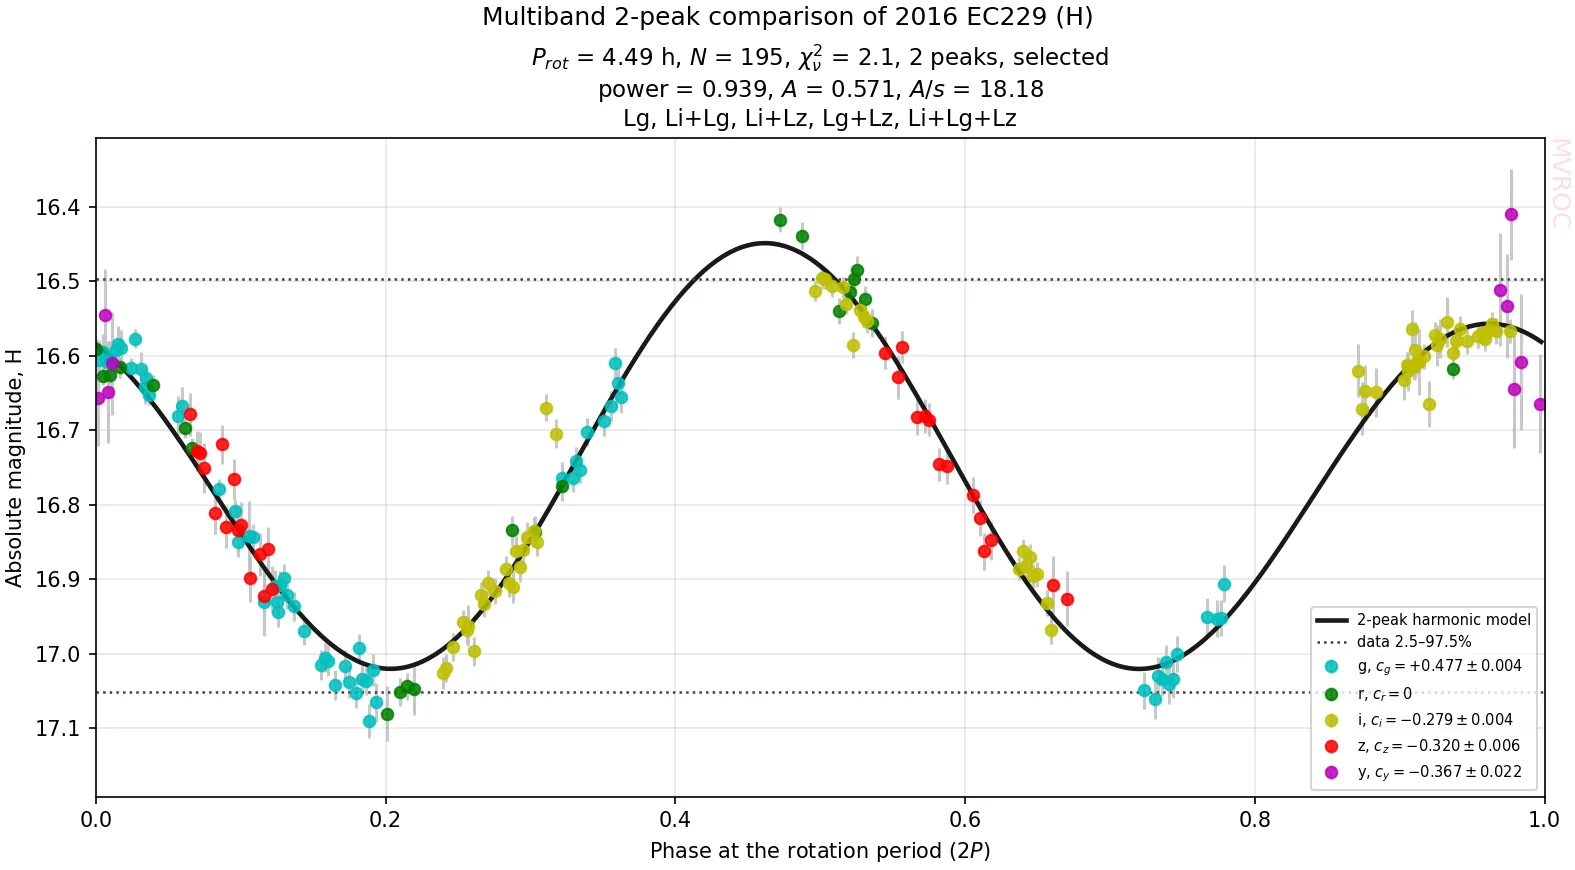 Multiband 2-peak comparison of 2016 EC229 (H)
P_rot = 4.49 h, N = 195, χ²_ν = 2.1, 2 peaks, selected
power = 0.939, A = 0.571, A/s = 18.18
Lg, Li+Lg, Li+Lz, Lg+Lz, Li+Lg+Lz
MVROC
Absolute magnitude, H
16.4
16.5
16.6
16.7
16.8
16.9
17.0
17.1
2-peak harmonic model
data 2.5–97.5%
g, c_g = +0.477 ± 0.004
r, c_r = 0
i, c_i = −0.279 ± 0.004
z, c_z = −0.320 ± 0.006
y, c_y = −0.367 ± 0.022
0.0 0.2 0.4 0.6 0.8 1.0
Phase at the rotation period (2P)